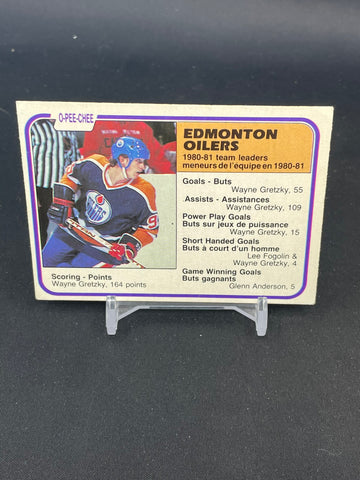 O-PEE-CHEE
EDMONTON
OILERS
1980-81 team leaders
meneurs de l'équipe en 1980-81
Goals - Buts
Wayne Gretzky, 55
Assists - Assistances
Wayne Gretzky, 109
Power Play Goals
Buts sur jeux de puissance
Wayne Gretzky, 15
Short Handed Goals
Buts à court d'un homme
Lee Fogolin &
Wayne Gretzky, 4
Game Winning Goals
Buts gagnants
Glenn Anderson, 5
Scoring - Points
Wayne Gretzky, 164 points
OILERS